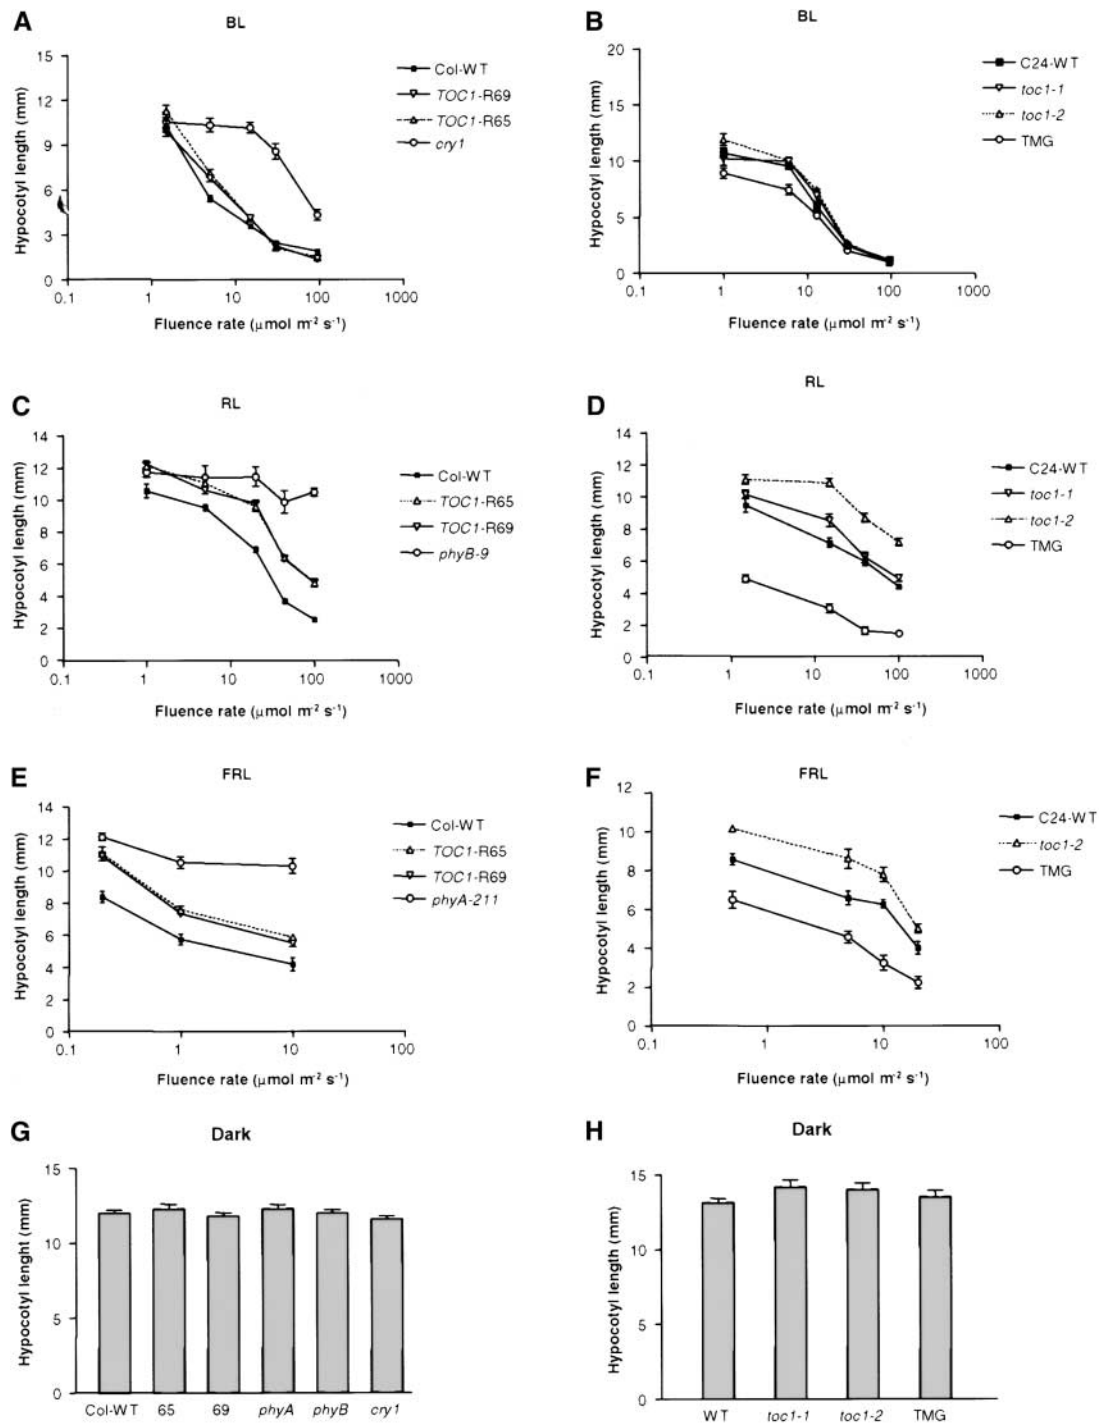 A
BL
15
12
9
6
3
0
0.1
1
10
100
1000
Hypocotyl length (mm)
Fluence rate (μmol m-2 s-1)
Col-WT
TOC1-R69
TOC1-R65
cry1
B
BL
20
15
10
5
0
0.1
1
10
100
1000
Hypocotyl length (mm)
Fluence rate (μmol m-2 s-1)
C24-WT
toc1-1
toc1-2
TMG
C
RL
14
12
10
8
6
4
2
0
0.1
1
10
100
1000
Hypocotyl length (mm)
Fluence rate (μmol m-2 s-1)
Col-WT
TOC1-R65
TOC1-R69
phyB-9
D
RL
14
12
10
8
6
4
2
0
0.1
1
10
100
1000
Hypocotyl length (mm)
Fluence rate (μmol m-2 s-1)
C24-WT
toc1-1
toc1-2
TMG
E
FRL
14
12
10
8
6
4
2
0
0.1
1
10
100
Hypocotyl length (mm)
Fluence rate (μmol m-2 s-1)
Col-WT
TOC1-R65
TOC1-R69
phyA-211
F
FRL
12
10
8
6
4
2
0
0.1
1
10
100
Hypocotyl length (mm)
Fluence rate (μmol m-2 s-1)
C24-WT
toc1-2
TMG
G
Dark
15
10
5
0
Hypocotyl lenght (mm)
Col-WT 65 69 phyA phyB cry1
H
Dark
15
10
5
0
Hypocotyl length (mm)
WT toc1-1 toc1-2 TMG